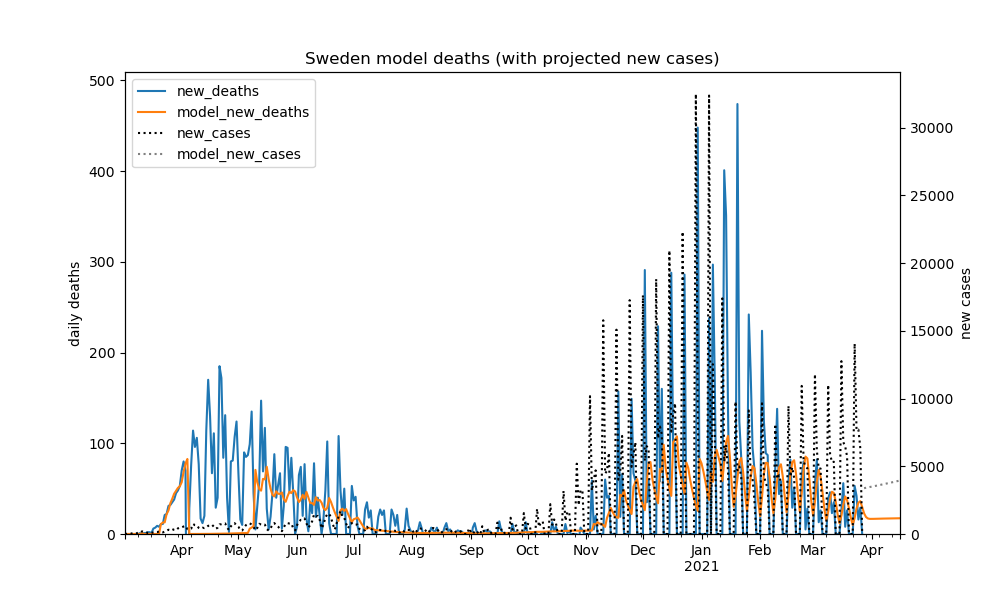 Sweden model deaths (with projected new cases)
new_deaths
model_new_deaths
new_cases
model_new_cases
500
400
300
200
100
0
daily deaths
30000
25000
20000
15000
10000
5000
0
new cases
Apr May Jun Jul Aug Sep Oct Nov Dec Jan Feb Mar Apr
2021